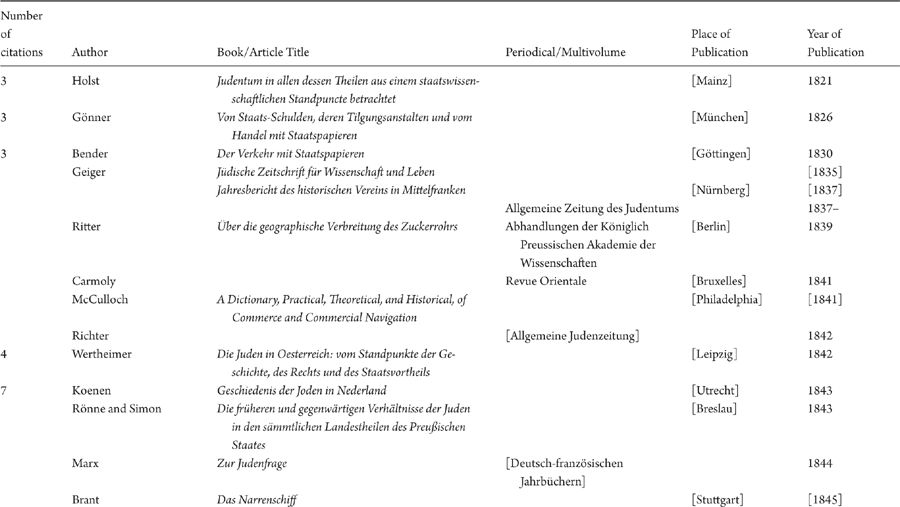 Number
of
citations Author Book/Article Title Periodical/Multivolume Place of
Publication Year of
Publication
3 Holst Judentum in allen dessen Theilen aus einem staatswissen-
schaftlichen Standpuncte betrachtet [Mainz] 1821
3 Gönner Von Staats-Schulden, deren Tilgungsanstalten und vom
Handel mit Staatspapieren [München] 1826
3 Bender Der Verkehr mit Staatspapieren [Göttingen] 1830
Geiger Jüdische Zeitschrift für Wissenschaft und Leben [1835]
Jahresbericht des historischen Vereins in Mittelfranken [Nürnberg] [1837]
Allgemeine Zeitung des Judentums 1837–
Ritter Über die geographische Verbreitung des Zuckerrohrs Abhandlungen der Königlich
Preussischen Akademie der
Wissenschaften [Berlin] 1839
Carmoly Revue Orientale [Bruxelles] 1841
McCulloch A Dictionary, Practical, Theoretical, and Historical, of
Commerce and Commercial Navigation [Philadelphia] [1841]
Richter [Allgemeine Judenzeitung] 1842
4 Wertheimer Die Juden in Oesterreich: vom Standpunkte der Ge-
schichte, des Rechts und des Staatsvortheils [Leipzig] 1842
7 Koenen Geschiedenis der Joden in Nederland [Utrecht] 1843
Rönne and Simon Die früheren und gegenwärtigen Verhältnisse der Juden
in den sämmtlichen Landestheilen des Preußischen
Staates [Breslau] 1843
Marx Zur Judenfrage [Deutsch-französischen
Jahrbüchern] 1844
Brant Das Narrenschiff [Stuttgart] [1845]